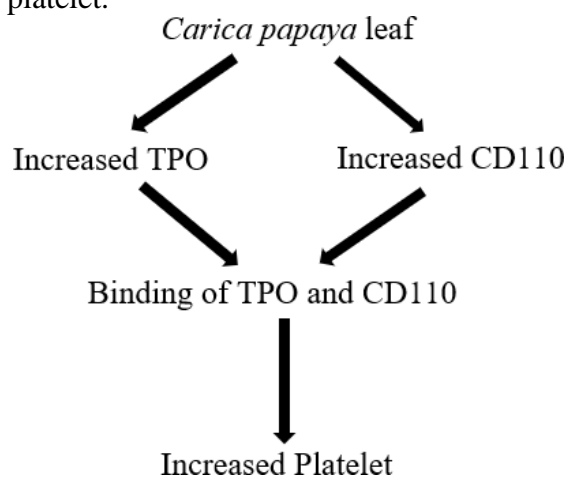 platelet.
Carica papaya leaf
Increased TPO
Increased CD110
Binding of TPO and CD110
Increased Platelet